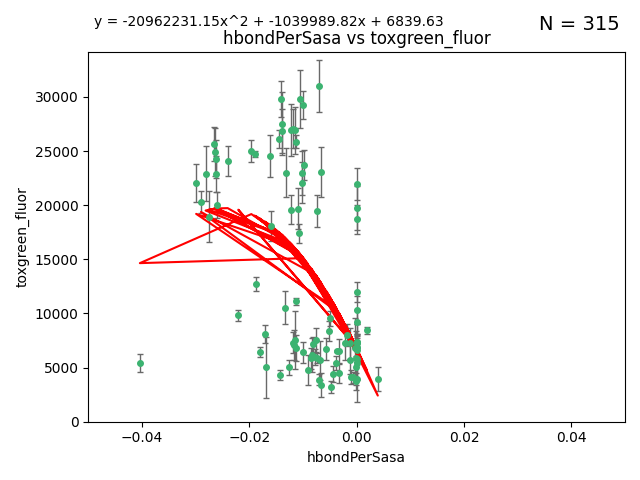 y = -20962231.15x^2 + -1039989.82x + 6839.63
N = 315
hbondPerSasa vs toxgreen_fluor
30000
25000
20000
15000
10000
5000
0
toxgreen_fluor
−0.04
−0.02
0.00
0.02
0.04
hbondPerSasa